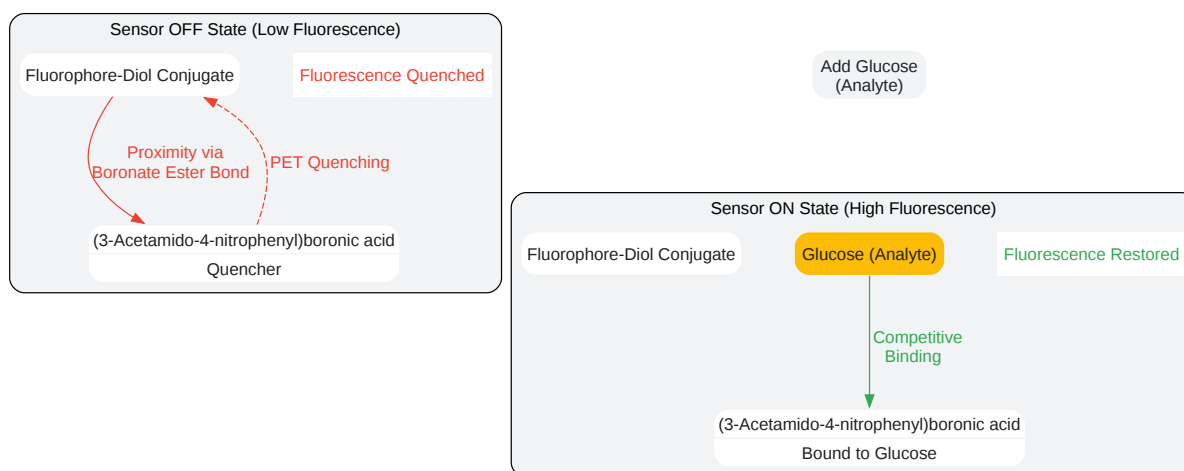 Sensor OFF State (Low Fluorescence)
Fluorophore-Diol Conjugate
Fluorescence Quenched
Proximity via
Boronate Ester Bond
PET Quenching
(3-Acetamido-4-nitrophenyl)boronic acid
Quencher
Add Glucose
(Analyte)
Sensor ON State (High Fluorescence)
Fluorophore-Diol Conjugate
Glucose (Analyte)
Fluorescence Restored
Competitive
Binding
(3-Acetamido-4-nitrophenyl)boronic acid
Bound to Glucose